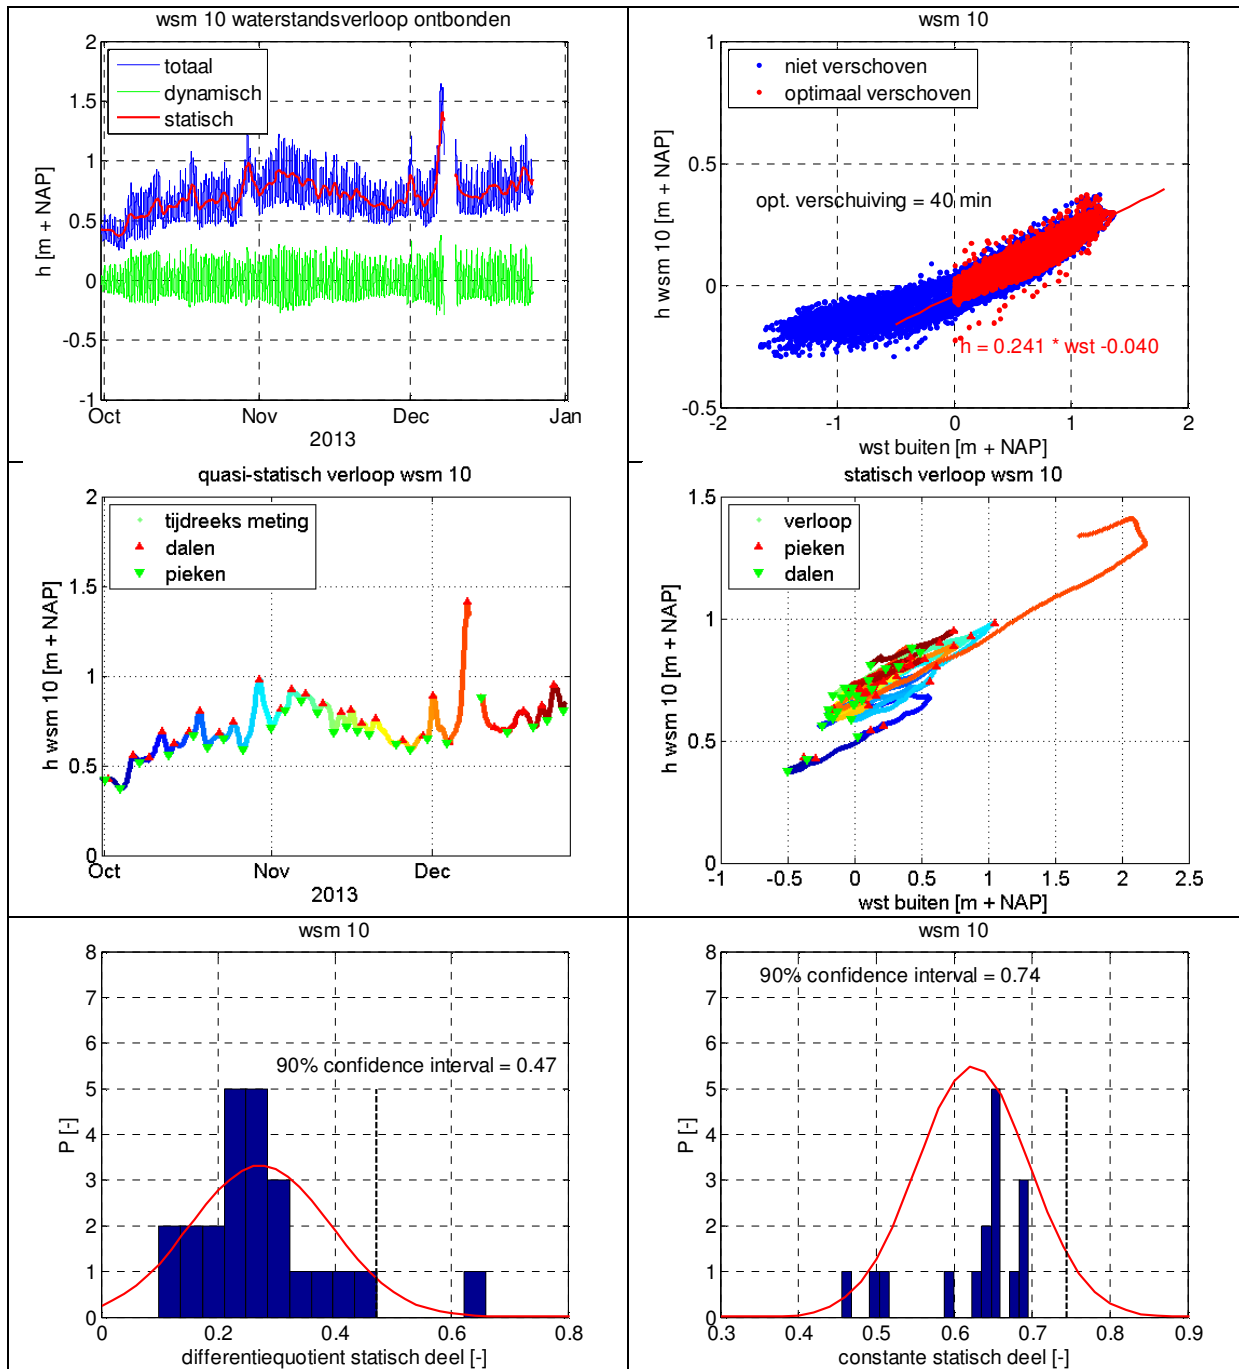 wsm 10 waterstandsverloop ontbonden
2
1.5
1
0.5
0
-0.5
-1
h [m + NAP]
totaal
dynamisch
statisch
Oct
Nov
Dec
Jan
2013
wsm 10
1
0.5
0
-0.5
h wsm 10 [m + NAP]
niet verschoven
optimaal verschoven
opt. verschuiving = 40 min
h = 0.241 * wst -0.040
-2
-1
0
1
2
wst buiten [m + NAP]
quasi-statisch verloop wsm 10
2
1.5
1
0.5
0
h wsm 10 [m + NAP]
tijdreeks meting
dalen
pieken
Oct
Nov
Dec
2013
statisch verloop wsm 10
1.5
1
0.5
0
h wsm 10 [m + NAP]
verloop
pieken
dalen
-1
-0.5
0
0.5
1
1.5
2
2.5
wst buiten [m + NAP]
wsm 10
8
7
6
5
4
3
2
1
0
P [-]
90% confidence interval = 0.47
0
0.2
0.4
0.6
0.8
differentiequotient statisch deel [-]
wsm 10
8
7
6
5
4
3
2
1
0
P [-]
90% confidence interval = 0.74
0.3
0.4
0.5
0.6
0.7
0.8
0.9
constante statisch deel [-]